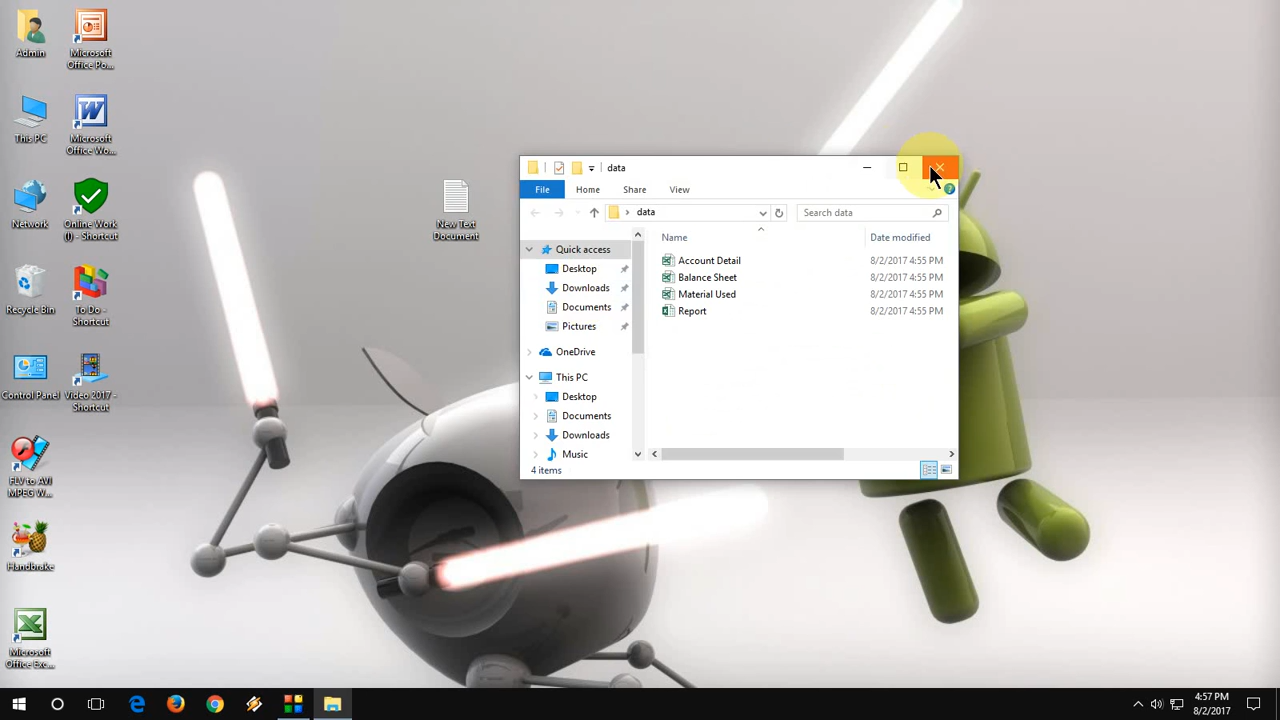 Admin
Microsoft
Office Po...
This PC
Microsoft
Office Wo...
Network
Online Work
(I) - Shortcut
Recycle Bin
To Do -
Shortcut
Control Panel
Video 2017 -
Shortcut
FLV to AVI
MPEG W...
Handbrake
Microsoft
Office Exc...
New Text
Document
data
File
Home
Share
View
data
Search data
Quick access
Desktop
Downloads
Documents
Pictures
OneDrive
This PC
Desktop
Documents
Downloads
Music
Name
Date modified
Account Detail
8/2/2017 4:55 PM
Balance Sheet
8/2/2017 4:55 PM
Material Used
8/2/2017 4:55 PM
Report
8/2/2017 4:55 PM
4 items
4:57 PM
8/2/2017